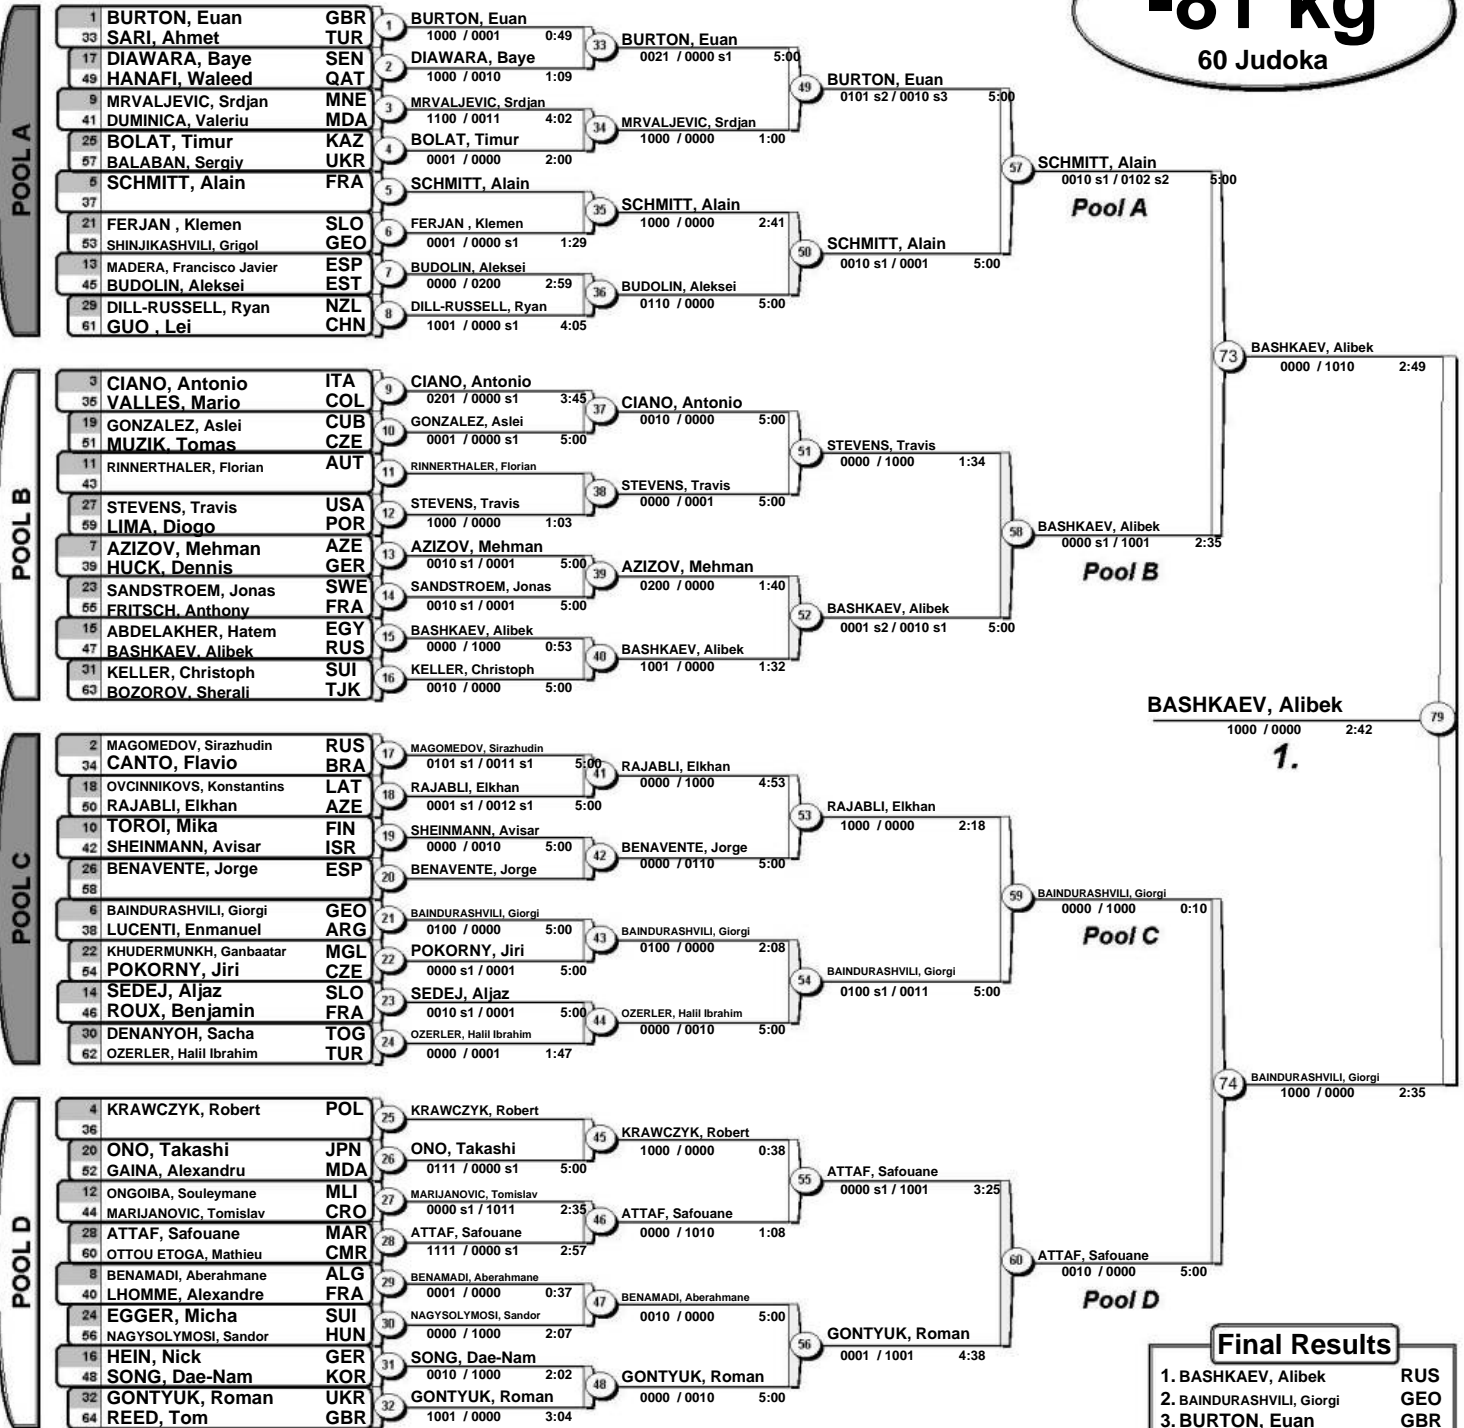 -81 kg
60 Judoka
POOL A
1 BURTON, Euan GBR
33 SARI, Ahmet TUR
17 DIAWARA, Baye SEN
49 HANAFI, Waleed QAT
9 MRVALJEVIC, Srdjan MNE
41 DUMINICA, Valeriu MDA
25 BOLAT, Timur KAZ
57 BALABAN, Sergiy UKR
5 SCHMITT, Alain FRA
37
21 FERJAN , Klemen SLO
53 SHINJIKASHVILI, Grigol GEO
13 MADERA, Francisco Javier ESP
45 BUDOLIN, Aleksei EST
29 DILL-RUSSELL, Ryan NZL
61 GUO , Lei CHN
1 BURTON, Euan
1000 / 0001 0:49
2 DIAWARA, Baye
1000 / 0010 1:09
3 MRVALJEVIC, Srdjan
1100 / 0011 4:02
4 BOLAT, Timur
0001 / 0000 2:00
5 SCHMITT, Alain
6 FERJAN , Klemen
0001 / 0000 s1 1:29
7 BUDOLIN, Aleksei
0000 / 0200 2:59
8 DILL-RUSSELL, Ryan
1001 / 0000 s1 4:05
33 BURTON, Euan
0021 / 0000 s1 5:00
34 MRVALJEVIC, Srdjan
1000 / 0000 1:00
35 SCHMITT, Alain
1000 / 0000 2:41
36 BUDOLIN, Aleksei
0110 / 0000 5:00
49 BURTON, Euan
0101 s2 / 0010 s3 5:00
50 SCHMITT, Alain
0010 s1 / 0001 5:00
57 SCHMITT, Alain
0010 s1 / 0102 s2 5:00
Pool A
POOL B
3 CIANO, Antonio ITA
35 VALLES, Mario COL
19 GONZALEZ, Aslei CUB
51 MUZIK, Tomas CZE
11 RINNERTHALER, Florian AUT
43
27 STEVENS, Travis USA
59 LIMA, Diogo POR
7 AZIZOV, Mehman AZE
39 HUCK, Dennis GER
23 SANDSTROEM, Jonas SWE
55 FRITSCH, Anthony FRA
15 ABDELAKHER, Hatem EGY
47 BASHKAEV, Alibek RUS
31 KELLER, Christoph SUI
63 BOZOROV, Sherali TJK
9 CIANO, Antonio
0201 / 0000 s1 3:45
10 GONZALEZ, Aslei
0001 / 0000 s1 5:00
11 RINNERTHALER, Florian
12 STEVENS, Travis
1000 / 0000 1:03
13 AZIZOV, Mehman
0010 s1 / 0001 5:00
14 SANDSTROEM, Jonas
0010 s1 / 0001 5:00
15 BASHKAEV, Alibek
0000 / 1000 0:53
16 KELLER, Christoph
0010 / 0000 5:00
37 CIANO, Antonio
0010 / 0000 5:00
38 STEVENS, Travis
0000 / 0001 5:00
39 AZIZOV, Mehman
0200 / 0000 1:40
40 BASHKAEV, Alibek
1001 / 0000 1:32
51 STEVENS, Travis
0000 / 1000 1:34
52 BASHKAEV, Alibek
0001 s2 / 0010 s1 5:00
58 BASHKAEV, Alibek
0000 s1 / 1001 2:35
Pool B
73 BASHKAEV, Alibek
0000 / 1010 2:49
BASHKAEV, Alibek 79
1000 / 0000 2:42
1.
POOL C
2 MAGOMEDOV, Sirazhudin RUS
34 CANTO, Flavio BRA
18 OVCINNIKOVS, Konstantins LAT
50 RAJABLI, Elkhan AZE
10 TOROI, Mika FIN
42 SHEINMANN, Avisar ISR
26 BENAVENTE, Jorge ESP
58
6 BAINDURASHVILI, Giorgi GEO
38 LUCENTI, Enmanuel ARG
22 KHUDERMUNKH, Ganbaatar MGL
54 POKORNY, Jiri CZE
14 SEDEJ, Aljaz SLO
46 ROUX, Benjamin FRA
30 DENANYOH, Sacha TOG
62 OZERLER, Halil Ibrahim TUR
17 MAGOMEDOV, Sirazhudin
0101 s1 / 0011 s1 5:00
18 RAJABLI, Elkhan
0001 s1 / 0012 s1 5:00
19 SHEINMANN, Avisar
0000 / 0010 5:00
20 BENAVENTE, Jorge
21 BAINDURASHVILI, Giorgi
0100 / 0000 5:00
22 POKORNY, Jiri
0000 s1 / 0001 5:00
23 SEDEJ, Aljaz
0010 s1 / 0001 5:00
24 OZERLER, Halil Ibrahim
0000 / 0001 1:47
41 RAJABLI, Elkhan
0000 / 1000 4:53
42 BENAVENTE, Jorge
0000 / 0110 5:00
43 BAINDURASHVILI, Giorgi
0100 / 0000 2:08
44 OZERLER, Halil Ibrahim
0000 / 0010 5:00
53 RAJABLI, Elkhan
1000 / 0000 2:18
54 BAINDURASHVILI, Giorgi
0100 s1 / 0011 5:00
59 BAINDURASHVILI, Giorgi
0000 / 1000 0:10
Pool C
74 BAINDURASHVILI, Giorgi
1000 / 0000 2:35
POOL D
4 KRAWCZYK, Robert POL
36
20 ONO, Takashi JPN
52 GAINA, Alexandru MDA
12 ONGOIBA, Souleymane MLI
44 MARIJANOVIC, Tomislav CRO
28 ATTAF, Safouane MAR
60 OTTOU ETOGA, Mathieu CMR
8 BENAMADI, Aberahmane ALG
40 LHOMME, Alexandre FRA
24 EGGER, Micha SUI
56 NAGYSOLYMOSI, Sandor HUN
16 HEIN, Nick GER
48 SONG, Dae-Nam KOR
32 GONTYUK, Roman UKR
64 REED, Tom GBR
25 KRAWCZYK, Robert
26 ONO, Takashi
0111 / 0000 s1 5:00
27 MARIJANOVIC, Tomislav
0000 s1 / 1011 2:35
28 ATTAF, Safouane
1111 / 0000 s1 2:57
29 BENAMADI, Aberahmane
0001 / 0000 0:37
30 NAGYSOLYMOSI, Sandor
0000 / 1000 2:07
31 SONG, Dae-Nam
0010 / 1000 2:02
32 GONTYUK, Roman
1001 / 0000 3:04
45 KRAWCZYK, Robert
1000 / 0000 0:38
46 ATTAF, Safouane
0000 / 1010 1:08
47 BENAMADI, Aberahmane
0010 / 0000 5:00
48 GONTYUK, Roman
0000 / 0010 5:00
55 ATTAF, Safouane
0000 s1 / 1001 3:25
56 GONTYUK, Roman
0001 / 1001 4:38
60 ATTAF, Safouane
0010 / 0000 5:00
Pool D
Final Results
1. BASHKAEV, Alibek RUS
2. BAINDURASHVILI, Giorgi GEO
3. BURTON, Euan GBR